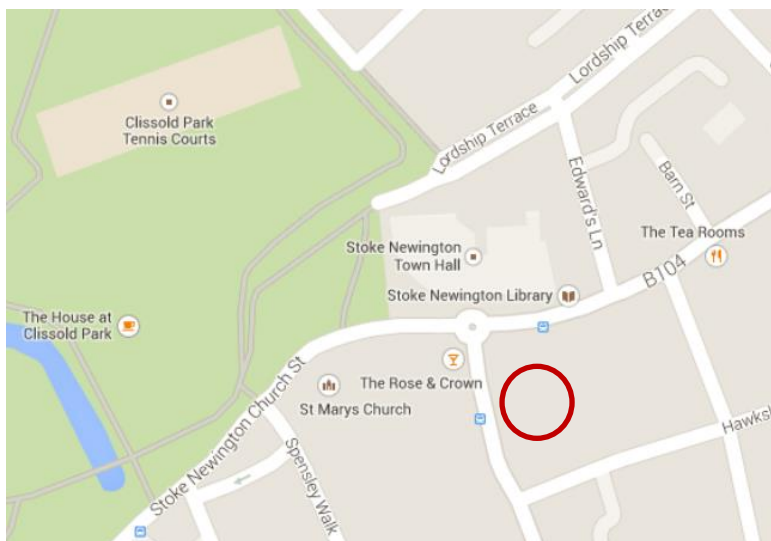 Clissold Park
Tennis Courts
Lordship Terrace
Lordship Terrace
Edward's Ln
Barn St
The Tea Rooms
B104
Stoke Newington
Town Hall
Stoke Newington Library
The House at
Clissold Park
The Rose & Crown
St Marys Church
Stoke Newington Church St
Spensley Walk
Hawksl